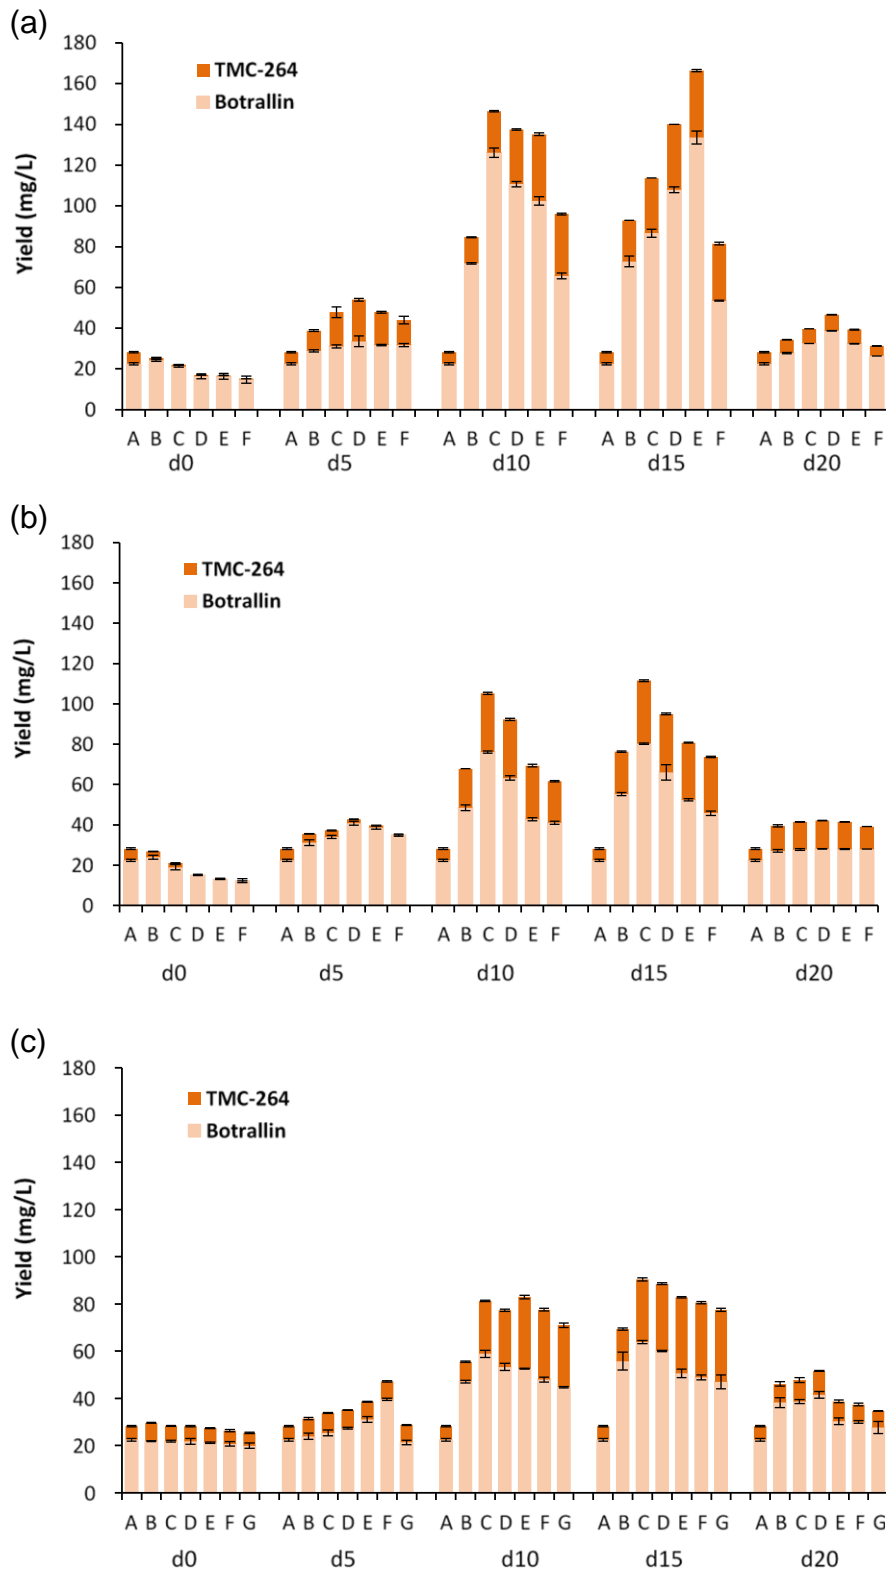 (a)
180
160
140
120
100
80
60
40
20
0
Yield (mg/L)
TMC-264
Botrallin
A B C D E F A B C D E F A B C D E F A B C D E F A B C D E F
d0 d5 d10 d15 d20
(b)
180
160
140
120
100
80
60
40
20
0
Yield (mg/L)
TMC-264
Botrallin
A B C D E F A B C D E F A B C D E F A B C D E F A B C D E F
d0 d5 d10 d15 d20
(c)
180
160
140
120
100
80
60
40
20
0
Yield (mg/L)
TMC-264
Botrallin
A B C D E F G A B C D E F G A B C D E F G A B C D E F G A B C D E F G
d0 d5 d10 d15 d20